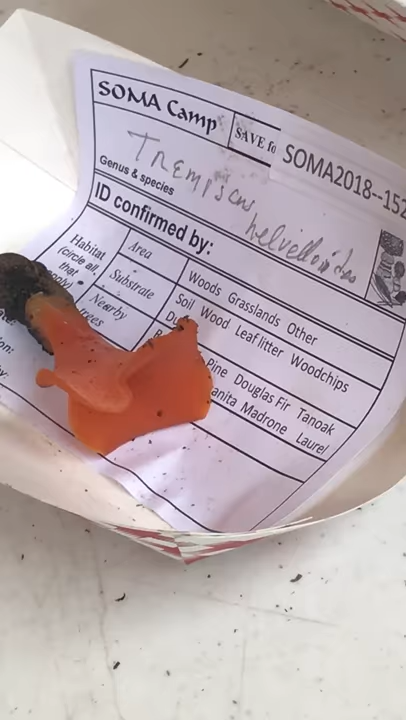 SOMA Camp
SAVE fo
SOMA2018--152
Tremiscus helvelloides
Genus & species
ID confirmed by:
Habitat
(circle all
that
Area
Woods Grasslands Other
Substrate
Soil Wood Leaf litter Woodchips
Nearby
Pine Douglas Fir Tanoak
Madrone Laurel